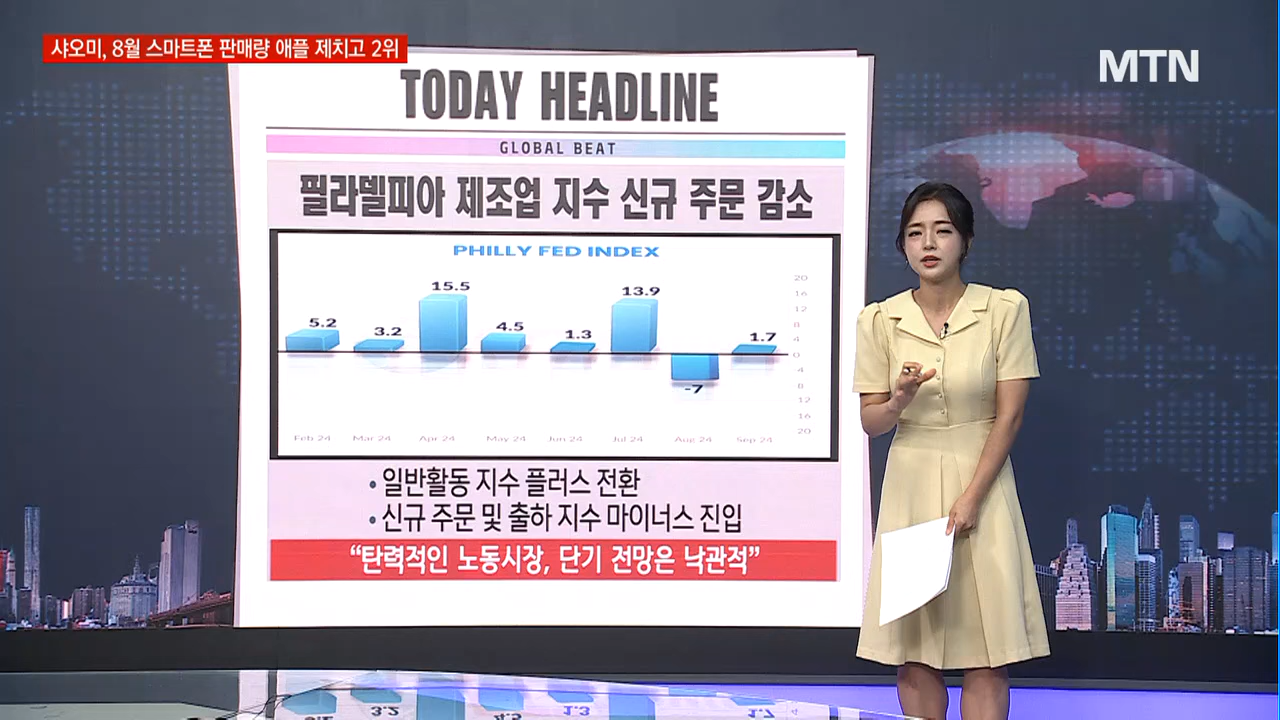 샤오미, 8월 스마트폰 판매량 애플 제치고 2위
MTN
TODAY HEADLINE
GLOBAL BEAT
필라델피아 제조업 지수 신규 주문 감소
PHILLY FED INDEX
5.2 3.2 15.5 4.5 1.3 13.9 -7 1.7
20
16
12
8
4
0
4
8
12
16
20
Feb 24 Mar 24 Apr 24 May 24 Jun 24 Jul 24 Aug 24 Sep 24
• 일반활동 지수 플러스 전환
• 신규 주문 및 출하 지수 마이너스 진입
“탄력적인 노동시장, 단기 전망은 낙관적”